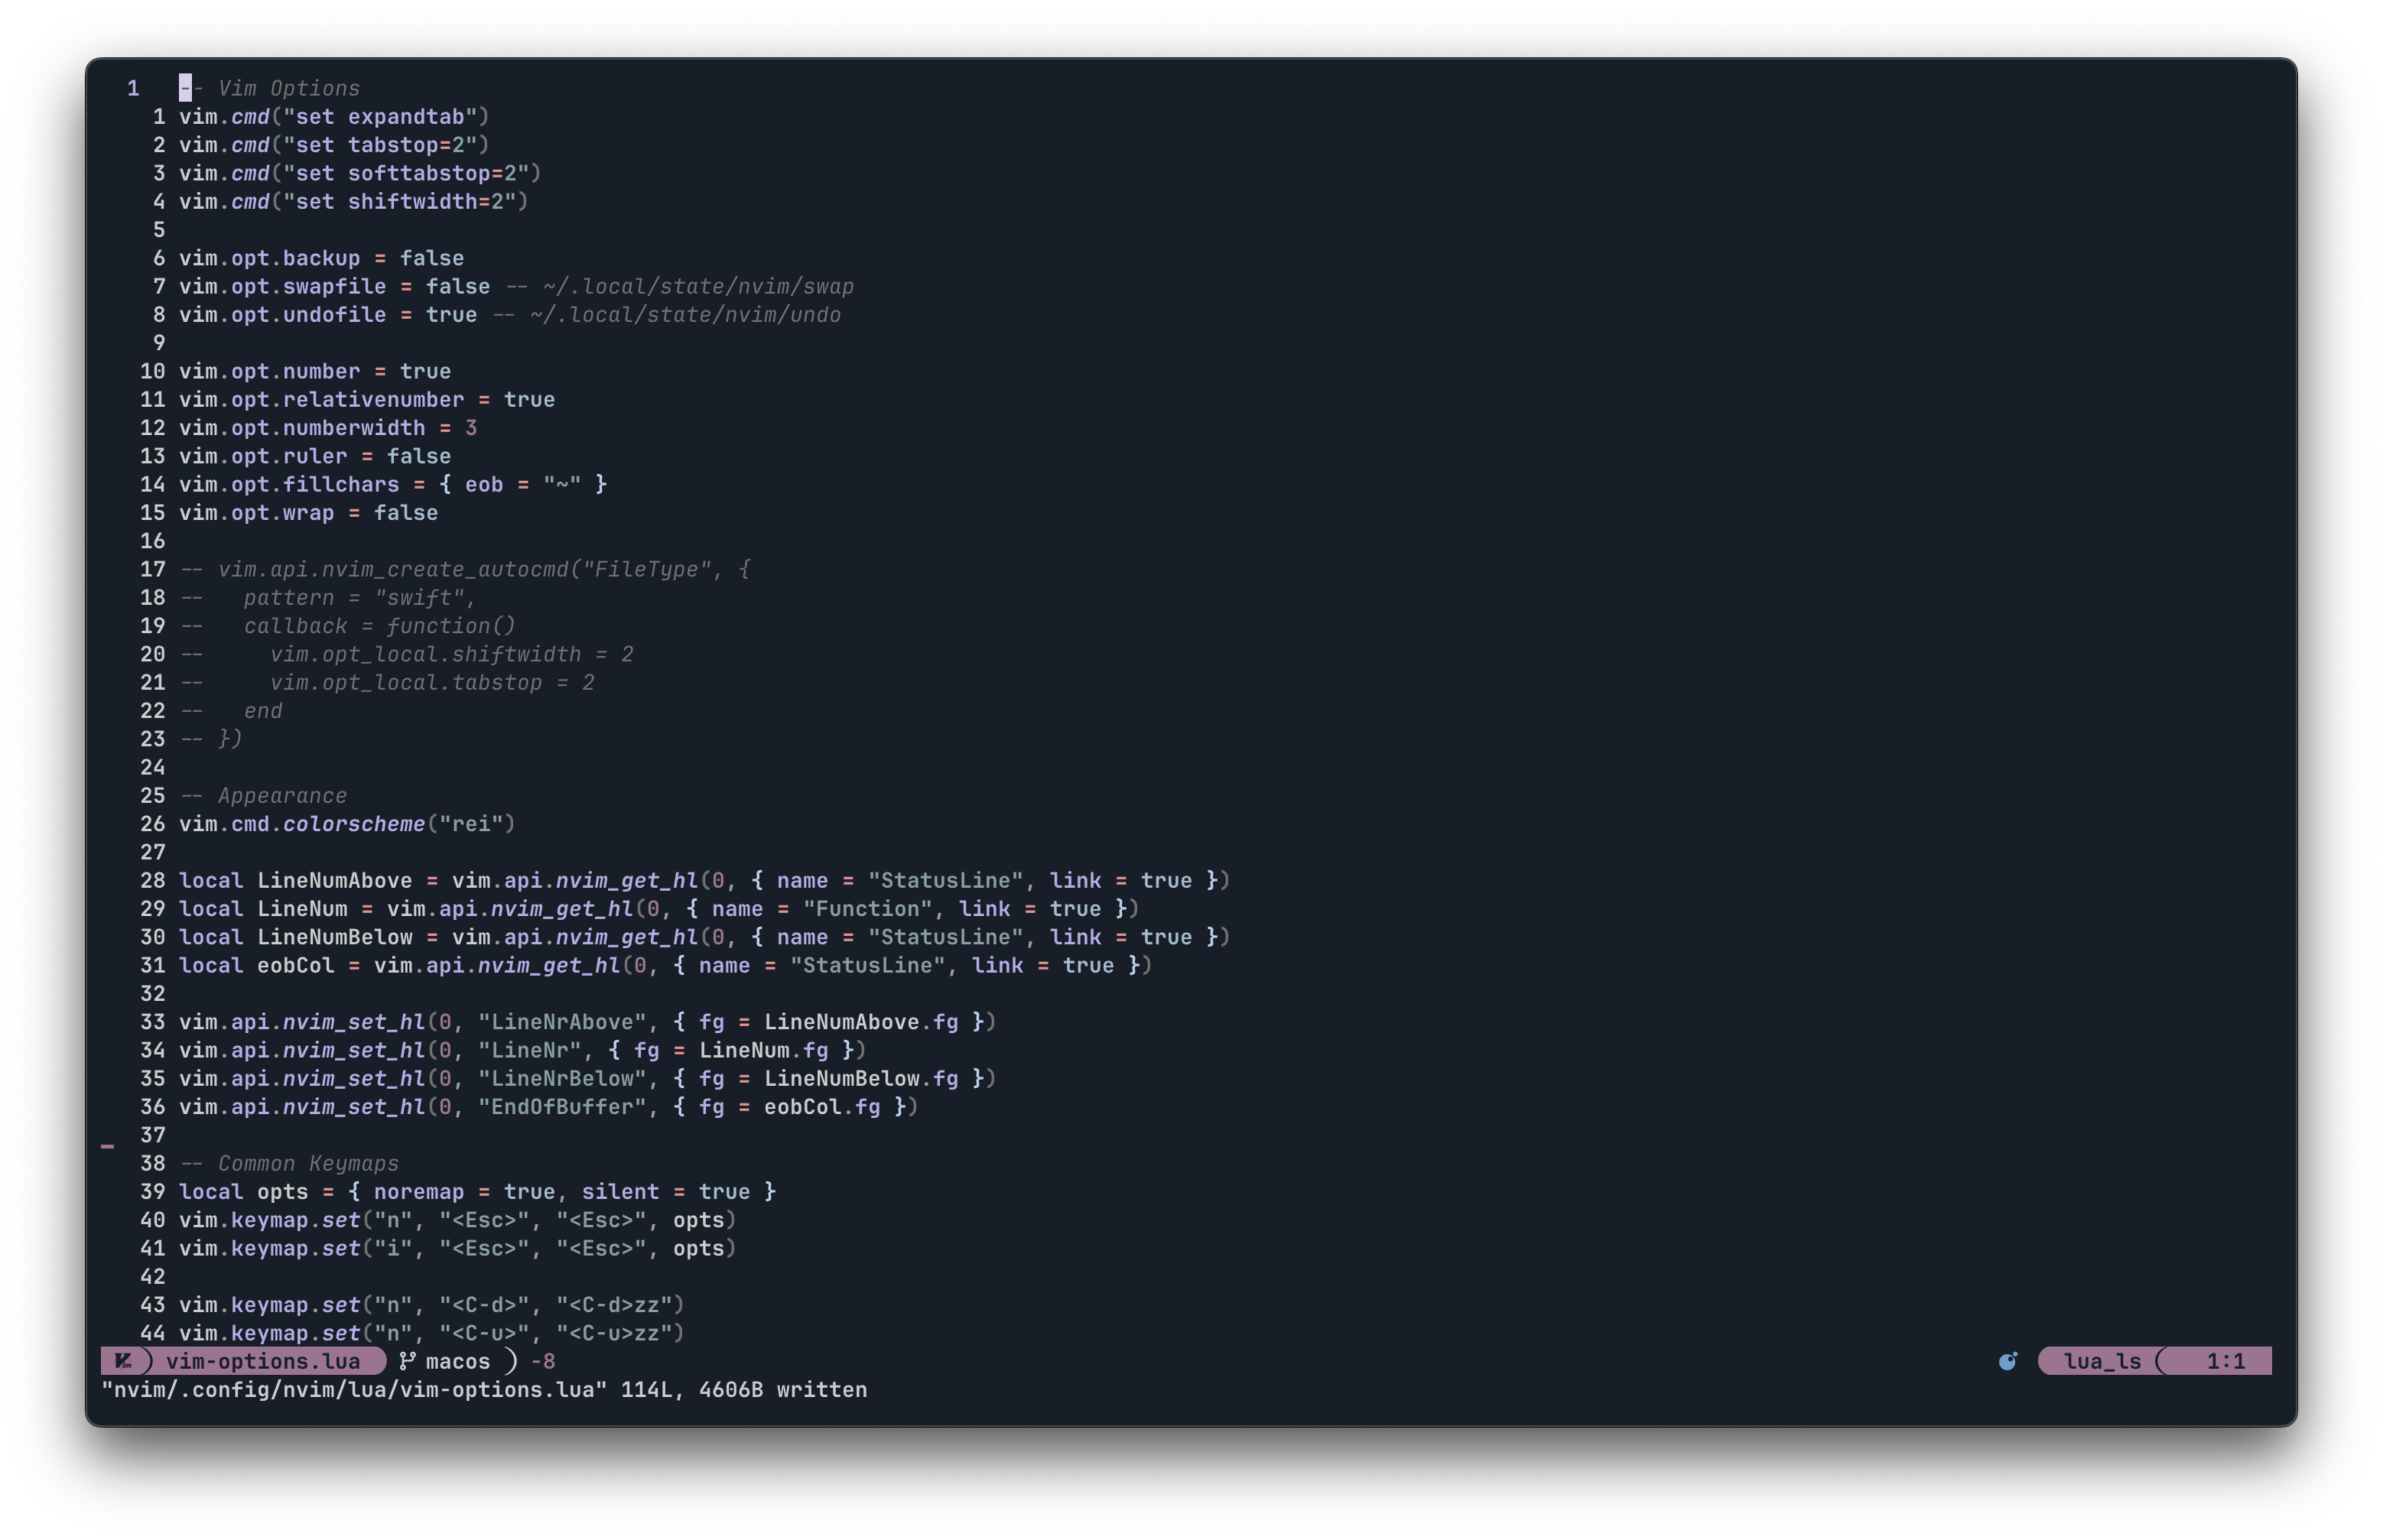 1   -- Vim Options
  1 vim.cmd("set expandtab")
  2 vim.cmd("set tabstop=2")
  3 vim.cmd("set softtabstop=2")
  4 vim.cmd("set shiftwidth=2")
  5
  6 vim.opt.backup = false
  7 vim.opt.swapfile = false -- ~/.local/state/nvim/swap
  8 vim.opt.undofile = true -- ~/.local/state/nvim/undo
  9
 10 vim.opt.number = true
 11 vim.opt.relativenumber = true
 12 vim.opt.numberwidth = 3
 13 vim.opt.ruler = false
 14 vim.opt.fillchars = { eob = "~" }
 15 vim.opt.wrap = false
 16
 17 -- vim.api.nvim_create_autocmd("FileType", {
 18 --   pattern = "swift",
 19 --   callback = function()
 20 --     vim.opt_local.shiftwidth = 2
 21 --     vim.opt_local.tabstop = 2
 22 --   end
 23 -- })
 24
 25 -- Appearance
 26 vim.cmd.colorscheme("rei")
 27
 28 local LineNumAbove = vim.api.nvim_get_hl(0, { name = "StatusLine", link = true })
 29 local LineNum = vim.api.nvim_get_hl(0, { name = "Function", link = true })
 30 local LineNumBelow = vim.api.nvim_get_hl(0, { name = "StatusLine", link = true })
 31 local eobCol = vim.api.nvim_get_hl(0, { name = "StatusLine", link = true })
 32
 33 vim.api.nvim_set_hl(0, "LineNrAbove", { fg = LineNumAbove.fg })
 34 vim.api.nvim_set_hl(0, "LineNr", { fg = LineNum.fg })
 35 vim.api.nvim_set_hl(0, "LineNrBelow", { fg = LineNumBelow.fg })
 36 vim.api.nvim_set_hl(0, "EndOfBuffer", { fg = eobCol.fg })
_ 37
 38 -- Common Keymaps
 39 local opts = { noremap = true, silent = true }
 40 vim.keymap.set("n", "<Esc>", "<Esc>", opts)
 41 vim.keymap.set("i", "<Esc>", "<Esc>", opts)
 42
 43 vim.keymap.set("n", "<C-d>", "<C-d>zz")
 44 vim.keymap.set("n", "<C-u>", "<C-u>zz")
vim-options.lua macos -8 lua_ls 1:1
"nvim/.config/nvim/lua/vim-options.lua" 114L, 4606B written